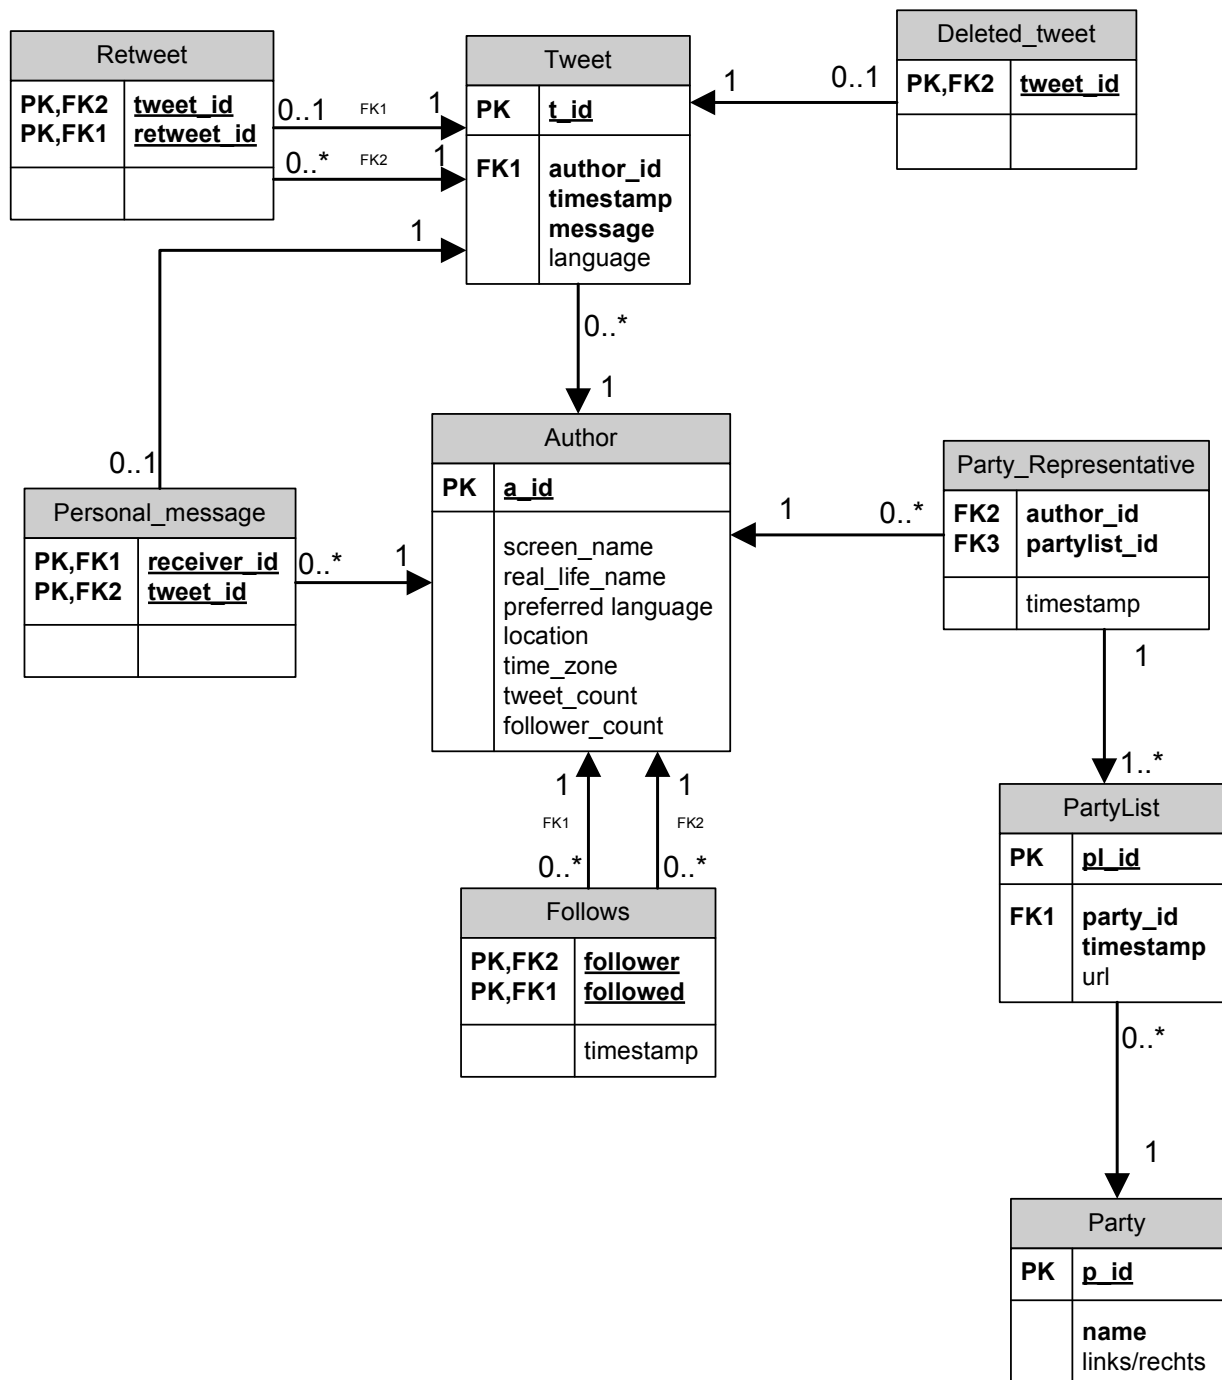 Retweet
PK,FK2 tweet_id
PK,FK1 retweet_id
0..1 FK1 1
0..* FK2 1
Tweet
PK t_id
FK1 author_id
timestamp
message
language
1 0..1
Deleted_tweet
PK,FK2 tweet_id
1
0..1
0..*
1
Personal_message
PK,FK1 receiver_id
PK,FK2 tweet_id
0..* 1
Author
PK a_id
screen_name
real_life_name
preferred language
location
time_zone
tweet_count
follower_count
1 0..*
Party_Representative
FK2 author_id
FK3 partylist_id
timestamp
1
1..*
1 1
FK1 FK2
0..* 0..*
Follows
PK,FK2 follower
PK,FK1 followed
timestamp
PartyList
PK pl_id
FK1 party_id
timestamp
url
0..*
1
Party
PK p_id
name
links/rechts